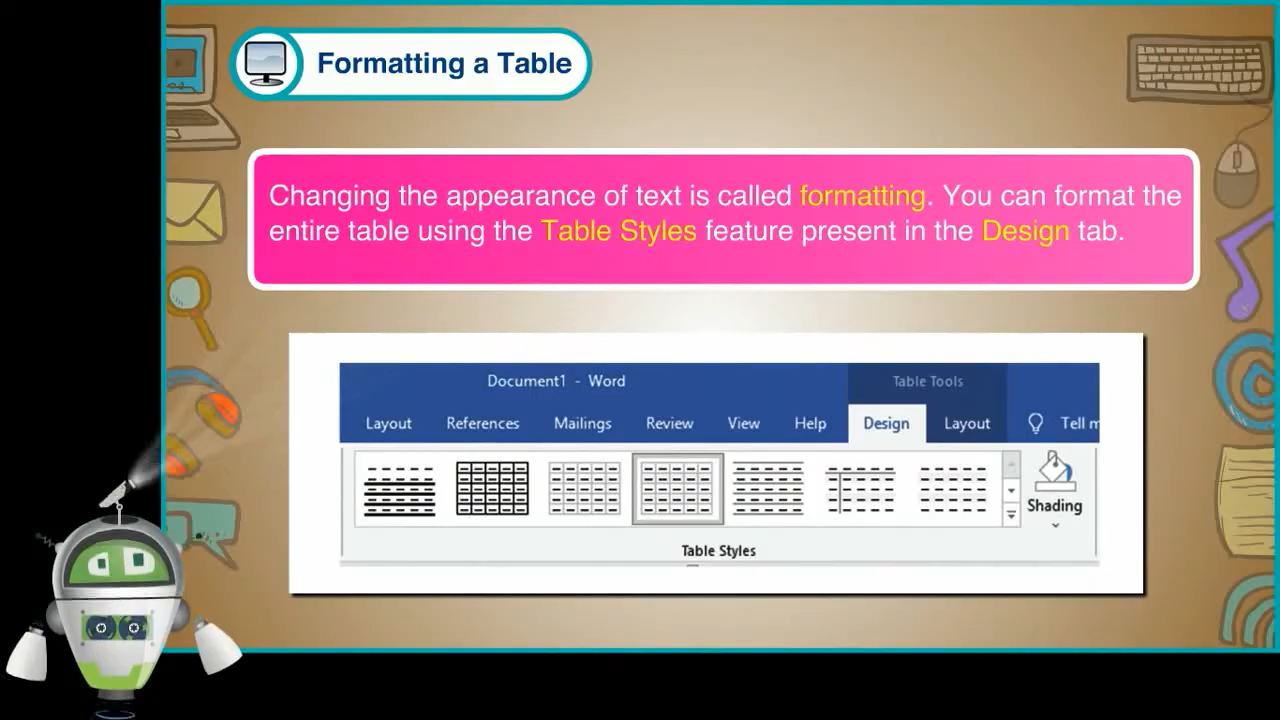 Formatting a Table
Changing the appearance of text is called formatting. You can format the
entire table using the Table Styles feature present in the Design tab.
Document1 - Word
Table Tools
Layout References Mailings Review View Help Design Layout Tell m
Shading
Table Styles